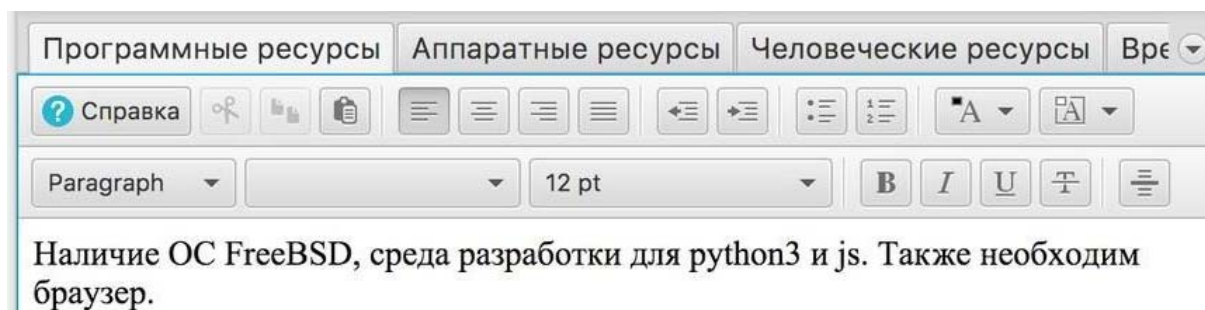 Программные ресурсы Аппаратные ресурсы Человеческие ресурсы Вре
? Справка A A
Paragraph 12 pt B I U T
Наличие ОС FreeBSD, среда разработки для python3 и js. Также необходим
браузер.